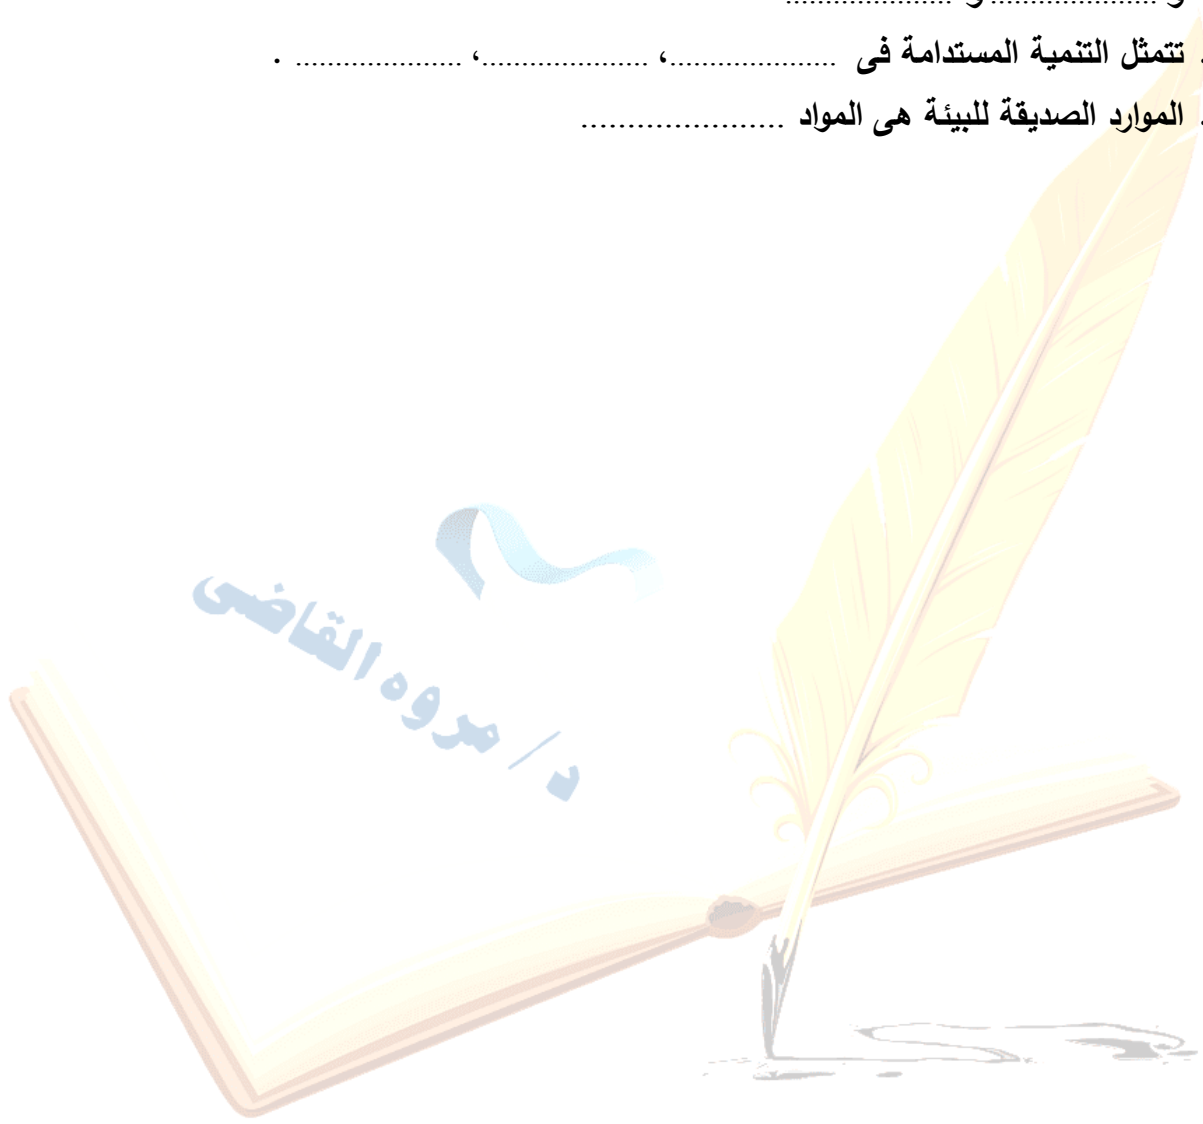 و ................... و ...................
. تتمثل التنمية المستدامة فى ...................، ...................، ................... .
. الموارد الصديقة للبيئة هى المواد ......................
د/ مروه القاضى